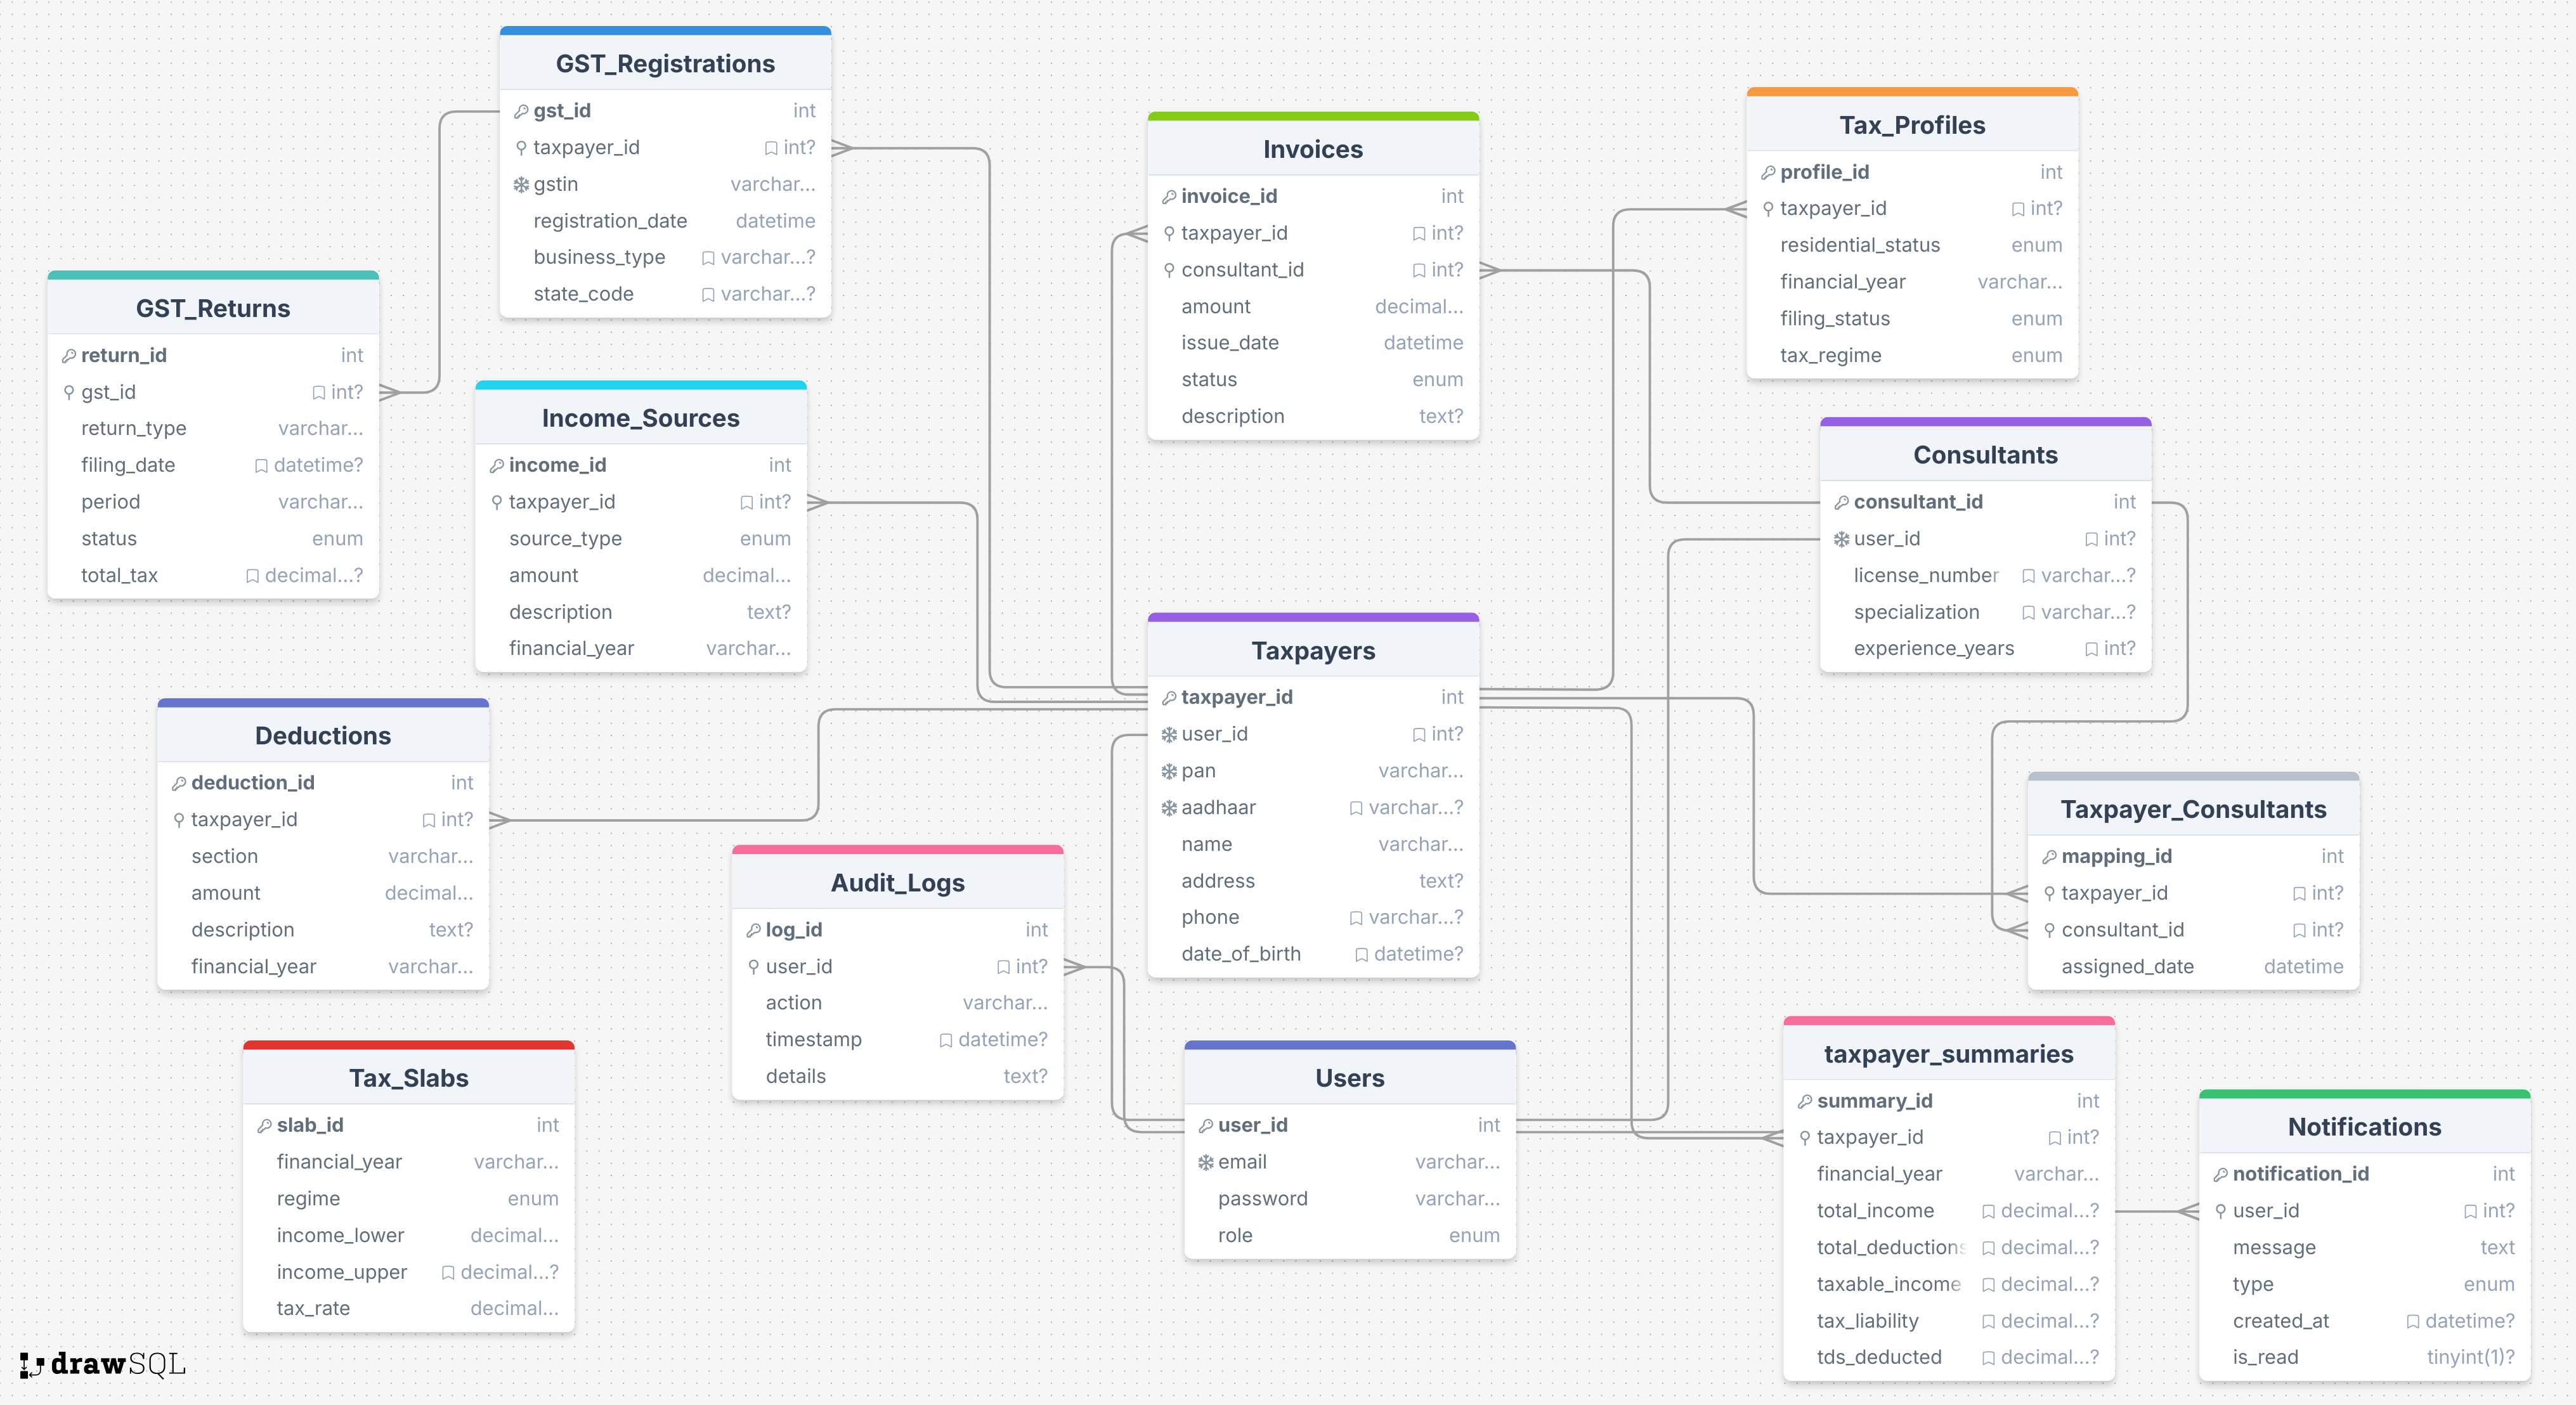 GST_Registrations
gst_id int
taxpayer_id int?
gstin varchar...
registration_date datetime
business_type varchar...?
state_code varchar...?
GST_Returns
return_id int
gst_id int?
return_type varchar...
filing_date datetime?
period varchar...
status enum
total_tax decimal...?
Income_Sources
income_id int
taxpayer_id int?
source_type enum
amount decimal...
description text?
financial_year varchar...
Invoices
invoice_id int
taxpayer_id int?
consultant_id int?
amount decimal...
issue_date datetime
status enum
description text?
Tax_Profiles
profile_id int
taxpayer_id int?
residential_status enum
financial_year varchar...
filing_status enum
tax_regime enum
Consultants
consultant_id int
user_id int?
license_number varchar...?
specialization varchar...?
experience_years int?
Taxpayers
taxpayer_id int
user_id int?
pan varchar...
aadhaar varchar...?
name varchar...
address text?
phone varchar...?
date_of_birth datetime?
Deductions
deduction_id int
taxpayer_id int?
section varchar...
amount decimal...
description text?
financial_year varchar...
Audit_Logs
log_id int
user_id int?
action varchar...
timestamp datetime?
details text?
Taxpayer_Consultants
mapping_id int
taxpayer_id int?
consultant_id int?
assigned_date datetime
Tax_Slabs
slab_id int
financial_year varchar...
regime enum
income_lower decimal...
income_upper decimal...?
tax_rate decimal...
Users
user_id int
email varchar...
password varchar...
role enum
taxpayer_summaries
summary_id int
taxpayer_id int?
financial_year varchar...
total_income decimal...?
total_deductions decimal...?
taxable_income decimal...?
tax_liability decimal...?
tds_deducted decimal...?
Notifications
notification_id int
user_id int?
message text
type enum
created_at datetime?
is_read tinyint(1)?
drawSQL